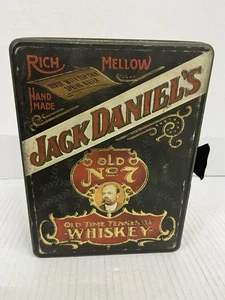 RICH MELLOW
HAND
MADE
JACK DANIEL'S
OLD
No. 7
OLD TIME TENNESSEE
WHISKEY